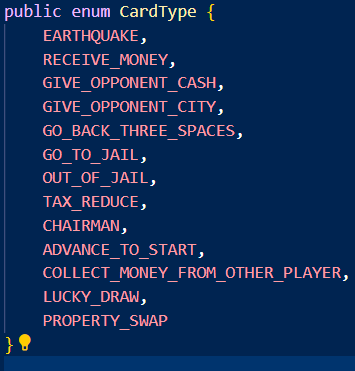 public enum CardType {
    EARTHQUAKE,
    RECEIVE_MONEY,
    GIVE_OPPONENT_CASH,
    GIVE_OPPONENT_CITY,
    GO_BACK_THREE_SPACES,
    GO_TO_JAIL,
    OUT_OF_JAIL,
    TAX_REDUCE,
    CHAIRMAN,
    ADVANCE_TO_START,
    COLLECT_MONEY_FROM_OTHER_PLAYER,
    LUCKY_DRAW,
    PROPERTY_SWAP
}